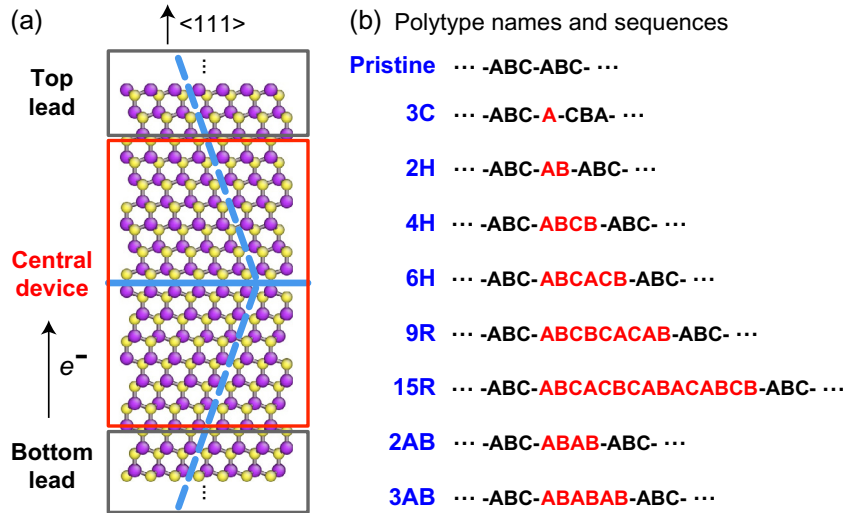 (a)
<111>
Top
lead
⋮
Central
device
e⁻
Bottom
lead
⋮
(b) Polytype names and sequences
Pristine ··· -ABC-ABC- ···
3C ··· -ABC-A-CBA- ···
2H ··· -ABC-AB-ABC- ···
4H ··· -ABC-ABCB-ABC- ···
6H ··· -ABC-ABCACB-ABC- ···
9R ··· -ABC-ABCBCACAB-ABC- ···
15R ··· -ABC-ABCACBCABACABCB-ABC- ···
2AB ··· -ABC-ABAB-ABC- ···
3AB ··· -ABC-ABABAB-ABC- ···